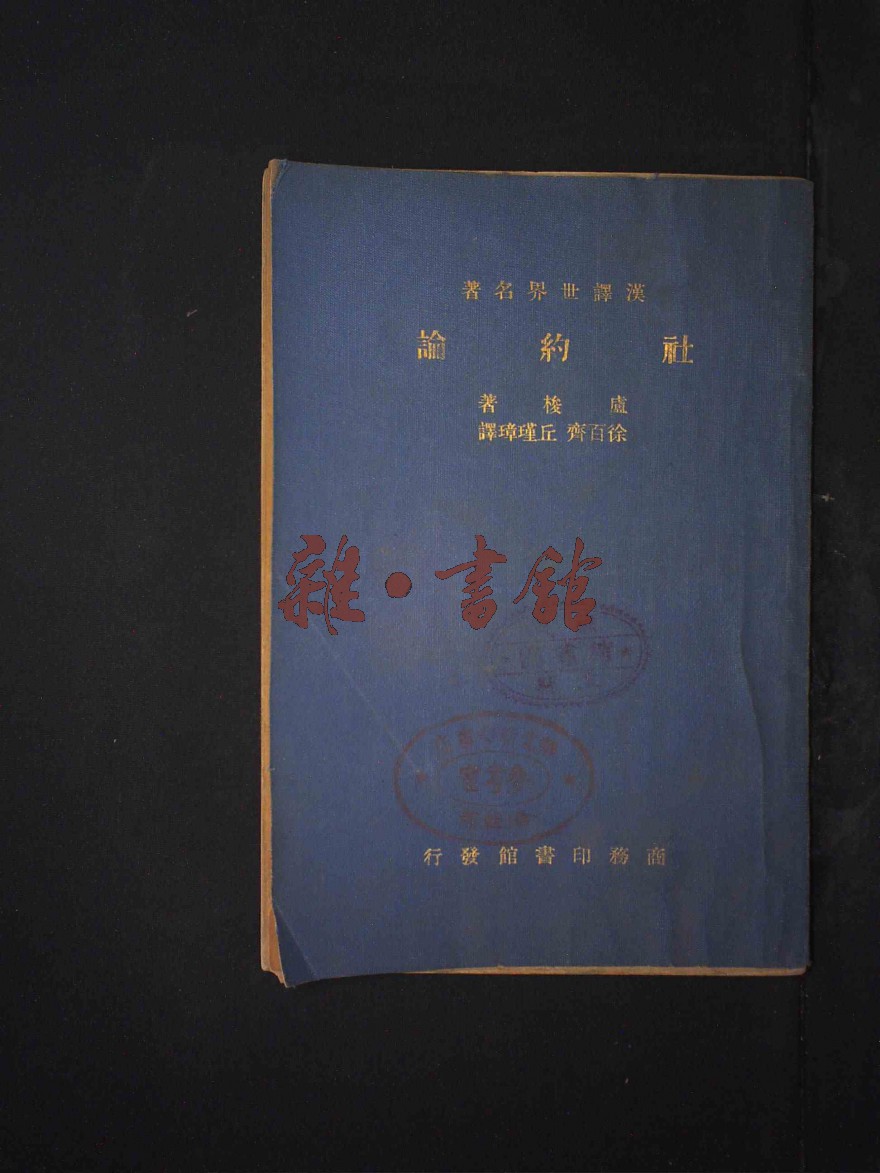 漢譯世界名著
社約論
盧梭著
徐百齊 丘瑾璋譯
雜·書館
商務印書館發行